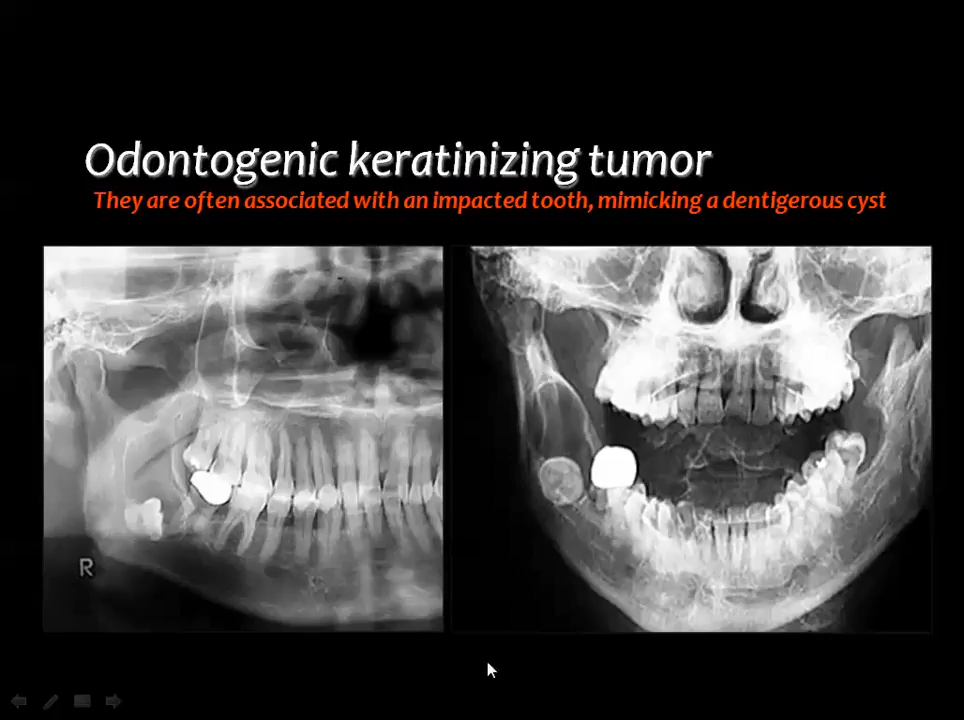 Odontogenic keratinizing tumor
They are often associated with an impacted tooth, mimicking a dentigerous cyst
R